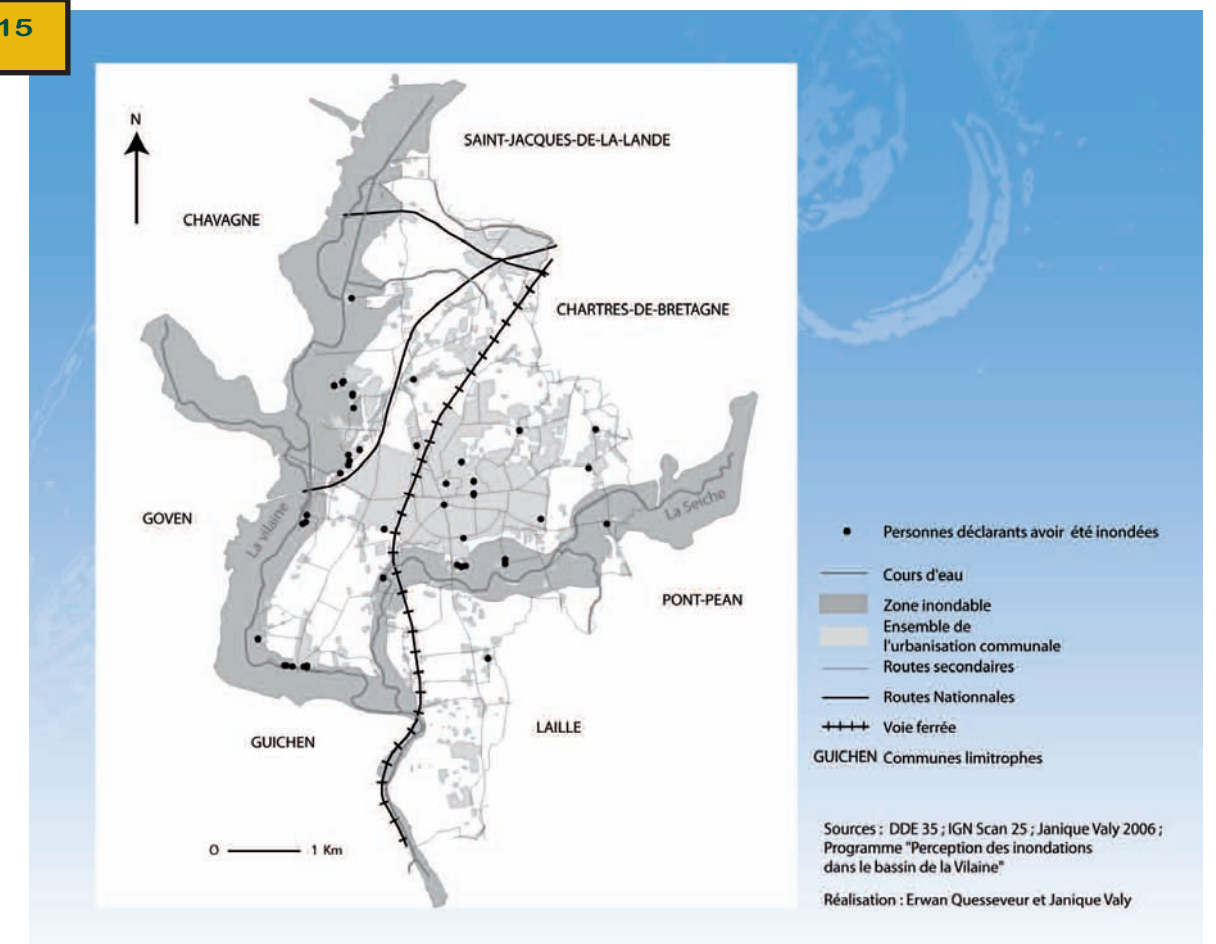 15
N
SAINT-JACQUES-DE-LA-LANDE
CHAVAGNE
CHARTRES-DE-BRETAGNE
GOVEN
La vilaine
La Seiche
PONT-PEAN
GUICHEN
LAILLE
0 1 Km
Personnes déclarants avoir été inondées
Cours d'eau
Zone inondable
Ensemble de
l'urbanisation communale
Routes secondaires
Routes Nationnales
Voie ferrée
GUICHEN Communes limitrophes
Sources : DDE 35 ; IGN Scan 25 ; Janique Valy 2006 ;
Programme "Perception des inondations
dans le bassin de la Vilaine"
Réalisation : Erwan Quesseveur et Janique Valy